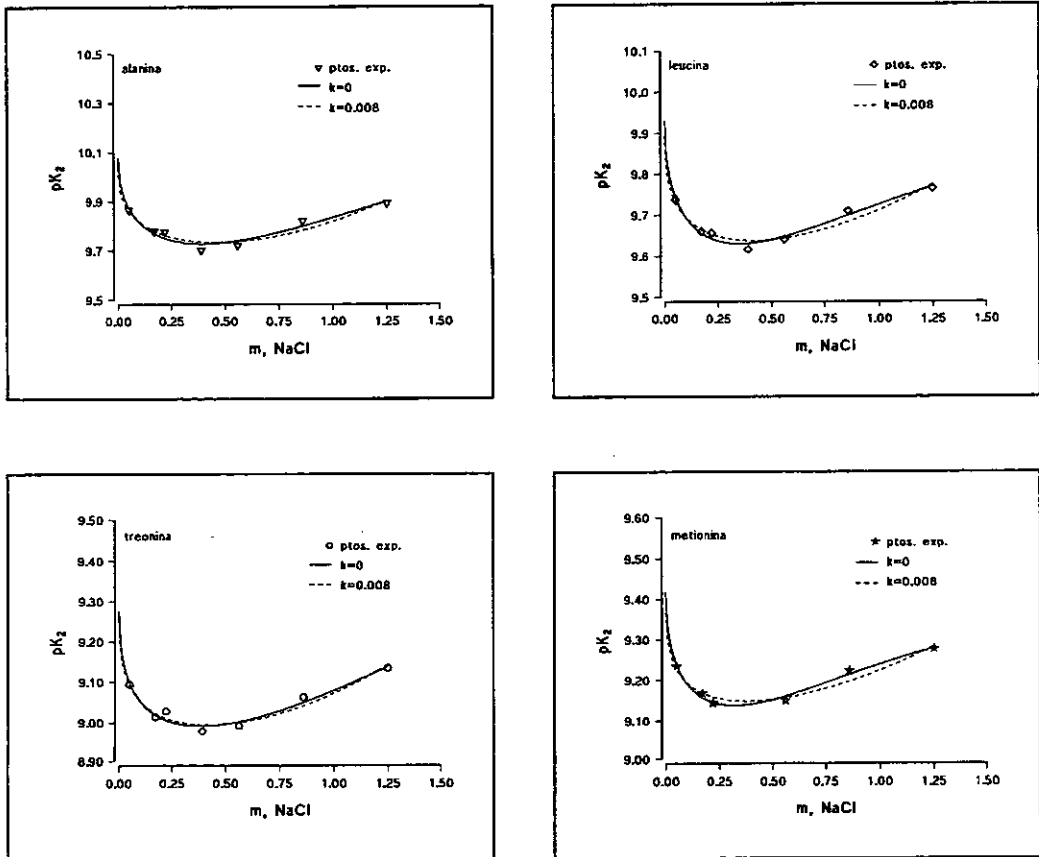 alanina
▽ ptos. exp.
k=0
k=0.008
10.5
10.3
10.1
9.9
9.7
9.5
pK₂
0.00 0.25 0.50 0.75 1.00 1.25 1.50
m, NaCl
leucina
◇ ptos. exp.
k=0
k=0.008
10.1
10.0
9.9
9.8
9.7
9.6
9.5
pK₂
0.00 0.25 0.50 0.75 1.00 1.25 1.50
m, NaCl
treonina
○ ptos. exp.
k=0
k=0.008
9.50
9.40
9.30
9.20
9.10
9.00
8.90
pK₂
0.00 0.25 0.50 0.75 1.00 1.25 1.50
m, NaCl
metionina
★ ptos. exp.
k=0
k=0.008
9.60
9.50
9.40
9.30
9.20
9.10
9.00
pK₂
0.00 0.25 0.50 0.75 1.00 1.25 1.50
m, NaCl